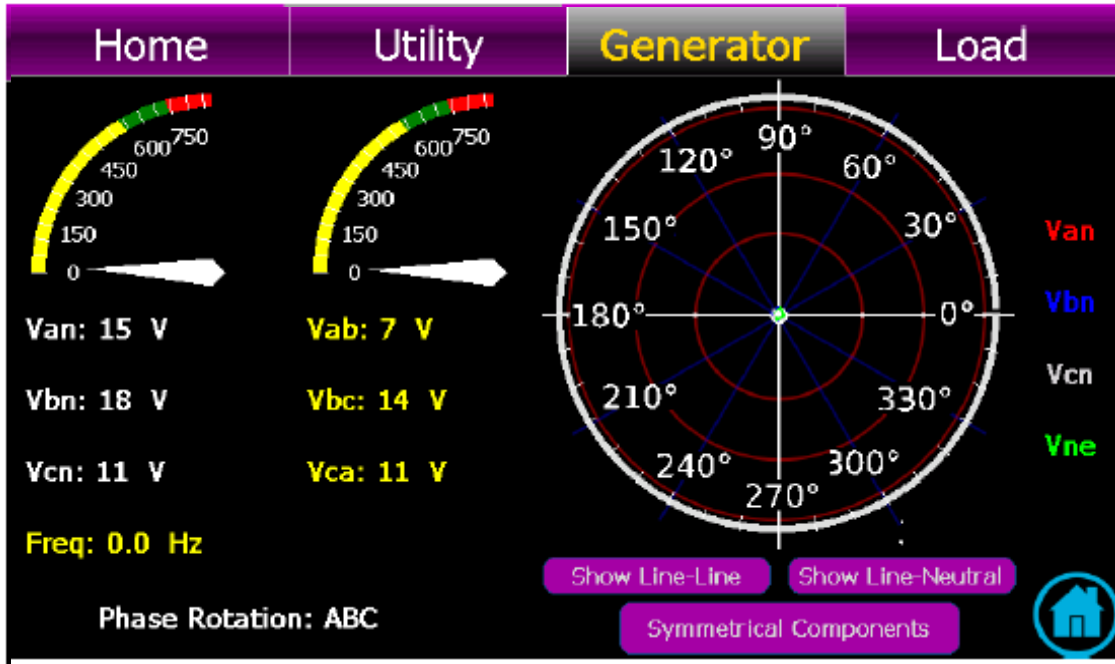 Home Utility Generator Load
750 750
600 600
450 450
300 300
150 150
0 0
90°
120° 60°
150° 30°
180° 0°
210° 330°
240° 300°
270°
Van
Vbn
Vcn
Vne
Van: 15 V Vab: 7 V
Vbn: 18 V Vbc: 14 V
Vcn: 11 V Vca: 11 V
Freq: 0.0 Hz
Phase Rotation: ABC
Show Line-Line Show Line-Neutral
Symmetrical Components